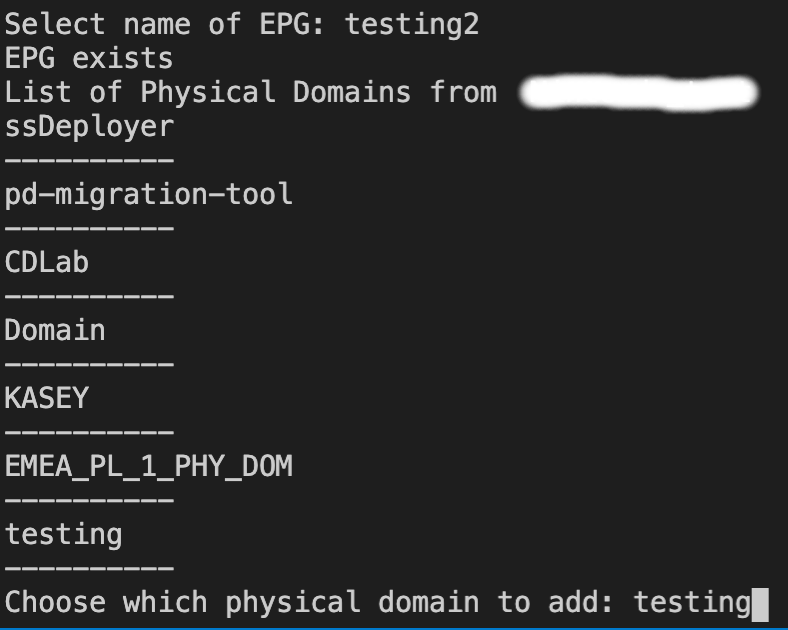 Select name of EPG: testing2
EPG exists
List of Physical Domains from
ssDeployer
----------
pd-migration-tool
----------
CDLab
----------
Domain
----------
KASEY
----------
EMEA_PL_1_PHY_DOM
----------
testing
----------
Choose which physical domain to add: testing